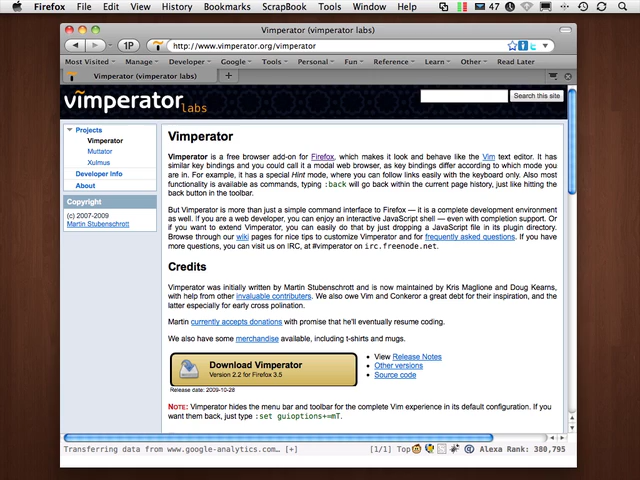 Firefox File Edit View History Bookmarks ScrapBook Tools Window Help 47
Vimperator (vimperator labs)
1P http://www.vimperator.org/vimperator
Most Visited Manage Developer Google Tools Personal Fun Reference Learn Other Read Later
Vimperator (vimperator labs)
vimperator labs
Search this site
Projects
Vimperator
Muttator
Xulmus
Developer Info
About
Copyright
(c) 2007-2009
Martin Stubenschrott
Vimperator
Vimperator is a free browser add-on for Firefox, which makes it look and behave like the Vim text editor. It has
similar key bindings and you could call it a modal web browser, as key bindings differ according to which mode you
are in. For example, it has a special Hint mode, where you can follow links easily with the keyboard only. Also most
functionality is available as commands, typing :back will go back within the current page history, just like hitting the
back button in the toolbar.
But Vimperator is more than just a simple command interface to Firefox — it is a complete development environment
as well. If you are a web developer, you can enjoy an interactive JavaScript shell — even with completion support. Or
if you want to extend Vimperator, you can easily do that by just dropping a JavaScript file in its plugin directory.
Browse through our wiki pages for nice tips to customize Vimperator and for frequently asked questions. If you have
more questions, you can visit us on IRC, at #vimperator on irc.freenode.net.
Credits
Vimperator was initially written by Martin Stubenschrott and is now maintained by Kris Maglione and Doug Kearns,
with help from other invaluable contributors. We also owe Vim and Conkeror a great debt for their inspiration, and the
latter especially for early cross polination.
Martin currently accepts donations with promise that he'll eventually resume coding.
We also have some merchandise available, including t-shirts and mugs.
Download Vimperator
Version 2.2 for Firefox 3.5
Release date: 2009-10-28
View Release Notes
Other versions
Source code
NOTE: Vimperator hides the menu bar and toolbar for the complete Vim experience in its default configuration. If you
want them back, just type :set guioptions+=mT.
Transferring data from www.google-analytics.com… [+] [1/1] Top Alexa Rank: 380,795